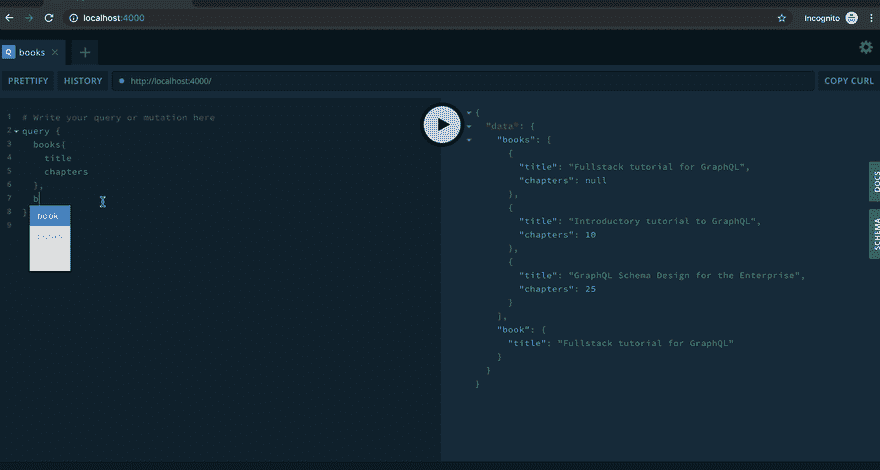 localhost:4000
Incognito
Q books ×
PRETTIFY HISTORY http://localhost:4000/ COPY CURL
1 # Write your query or mutation here
2 query {
3 books{
4 title
5 chapters
6 },
7 b
8 }
9
book
{
"data": {
"books": [
{
"title": "Fullstack tutorial for GraphQL",
"chapters": null
},
{
"title": "Introductory tutorial to GraphQL",
"chapters": 10
},
{
"title": "GraphQL Schema Design for the Enterprise",
"chapters": 25
}
],
"book": {
"title": "Fullstack tutorial for GraphQL"
}
}
}
DOCS
SCHEMA